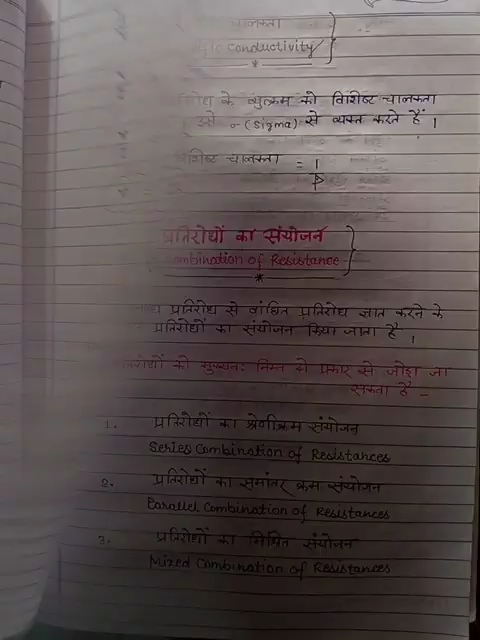 चालकता
Conductivity
के व्युत्क्रम को विशिष्ट चालकता
उसे σ (Sigma) से व्यक्त करते हैं ।
विशिष्ट चालकता = 1
ρ
प्रतिरोधों का संयोजन
Combination of Resistance
*
प्रतिरोध से वांछित प्रतिरोध ज्ञात करने के
प्रतिरोधों का संयोजन किया जाता है ।
को मुख्यतः निम्न दो प्रकार से जोड़ा जा
सकता है -
1. प्रतिरोधों का श्रेणीक्रम संयोजन
Series Combination of Resistances
2. प्रतिरोधों का समांतर क्रम संयोजन
Parallel Combination of Resistances
3. प्रतिरोधों का मिश्रित संयोजन
Mixed Combination of Resistances